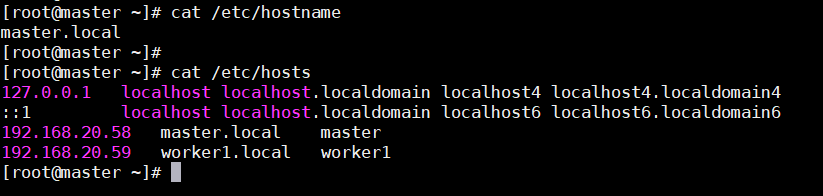 [root@master ~]# cat /etc/hostname
master.local
[root@master ~]#
[root@master ~]# cat /etc/hosts
127.0.0.1   localhost localhost.localdomain localhost4 localhost4.localdomain4
::1         localhost localhost.localdomain localhost6 localhost6.localdomain6
192.168.20.58   master.local    master
192.168.20.59   worker1.local   worker1
[root@master ~]#